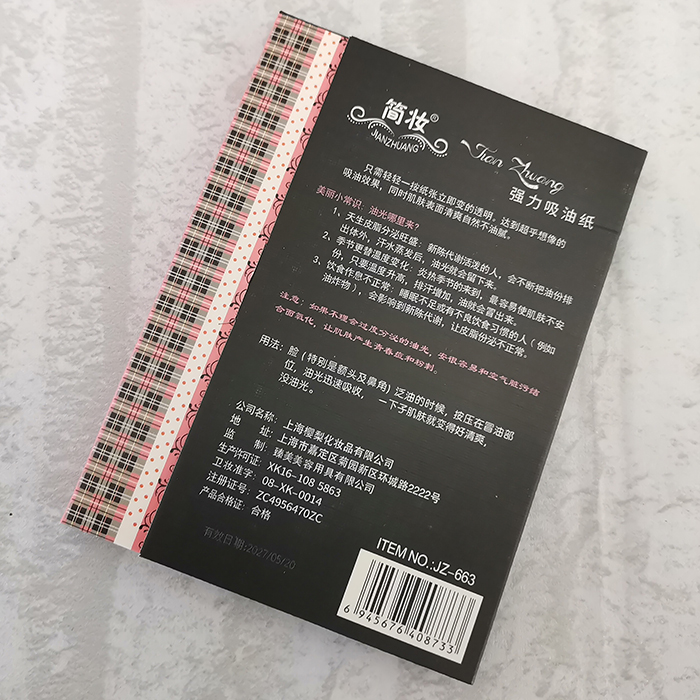 简妆®
JIANZHUANG
Jian Zhuang
强力吸油纸
只需轻轻一按纸张立即变的透明，达到超乎想像的
吸油效果，同时肌肤表面清爽自然不油腻。
美丽小常识：油光哪里来?
1、天生皮脂分泌旺盛：新陈代谢活泼的人，会不断把油份排
出体外，汗水蒸发后，油光就会留下来。
2、季节更替温度变化：炎热季节的来到，最容易使肌肤不安
份，只要温度升高，排汗增加，油就会冒出来。
3、饮食作息不正常：睡眠不足或有不良饮食习惯的人（例如
油炸物），会影响到新陈代谢，让皮脂份泌不正常。
注意：如果不理会过度分泌的油光，安很容易和空气脏污结
合面氧化，让肌肤产生青春痘和粉刺。
用法：脸（特别是额头及鼻角）泛油的时候，按压在冒油部
位，油光迅速吸收，一下子肌肤就变得好清爽，
没油光。
公司名称：上海樱梨化妆品有限公司
地 址：上海市嘉定区菊园新区环城路2222号
监 制：臻美美容用具有限公司
生产许可证：XK16-108 5863
卫妆准字：08-XK-0014
注册证号：ZC4956470ZC
产品合格证：合格
有效日期:2027/05/20
ITEM NO.:JZ-663
6 945676 408733